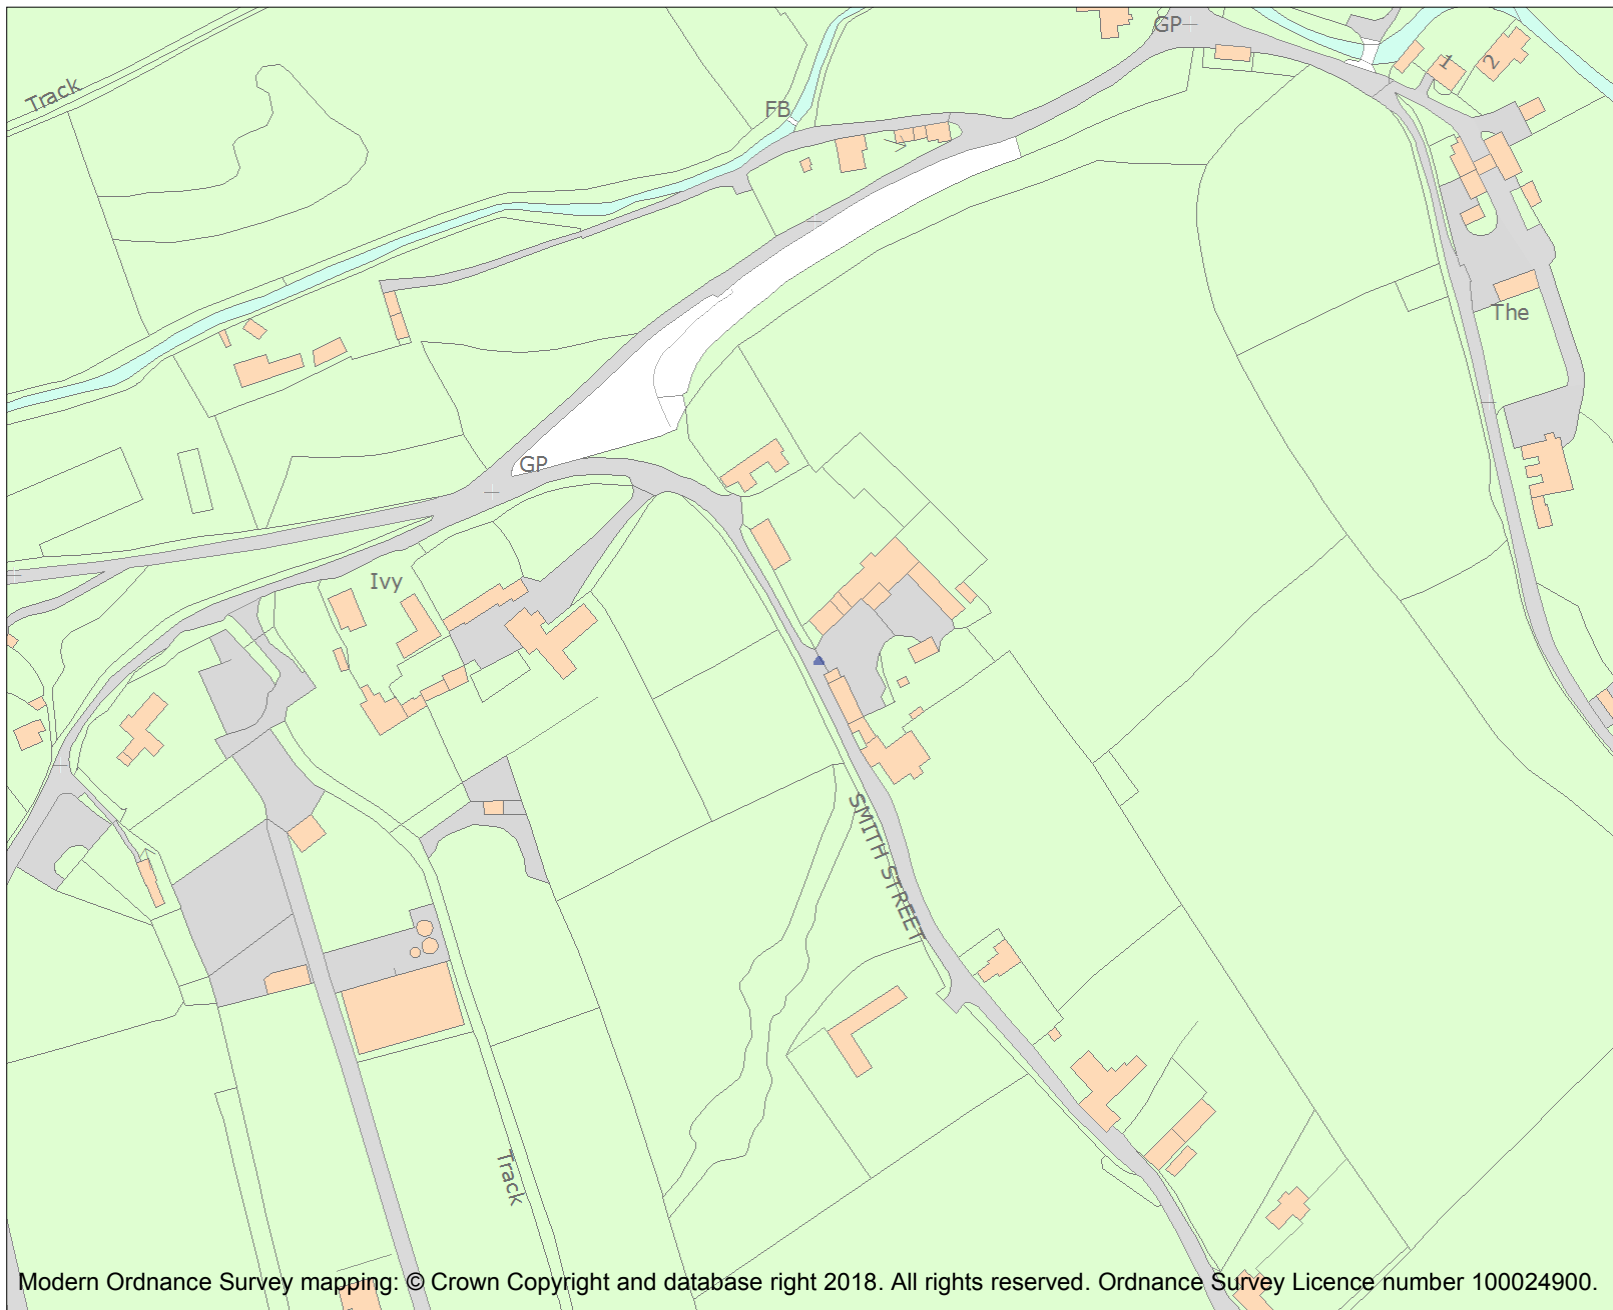 GP
Track
1
2
FB
The
GP
Ivy
SMITH STREET
Track
Modern Ordnance Survey mapping: © Crown Copyright and database right 2018. All rights reserved. Ordnance Survey Licence number 100024900.